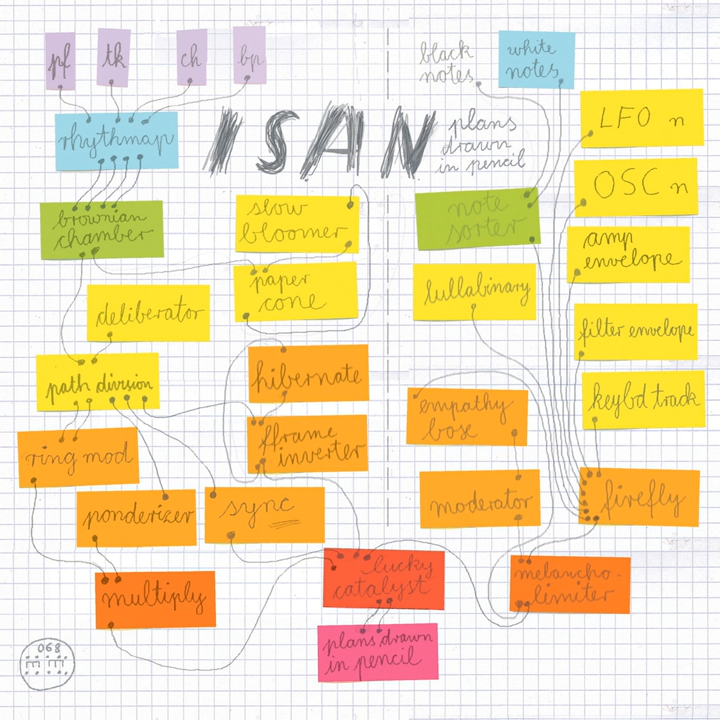 pf
tk
ch
bp
black
notes
white
notes
rhythmap
ISAN
plans
drawn
in pencil
LFO n
OSC n
brownian
chamber
slow
bloomer
note
sorter
amp
envelope
paper
cone
lullabinary
deliberator
filter envelope
path division
hibernate
empathy
keybd track
ring mod
fframe
inverter
moderator
firefly
ponderizer
sync
multiply
lucky
catalyst
melancho-
limiter
plans drawn
in pencil
068